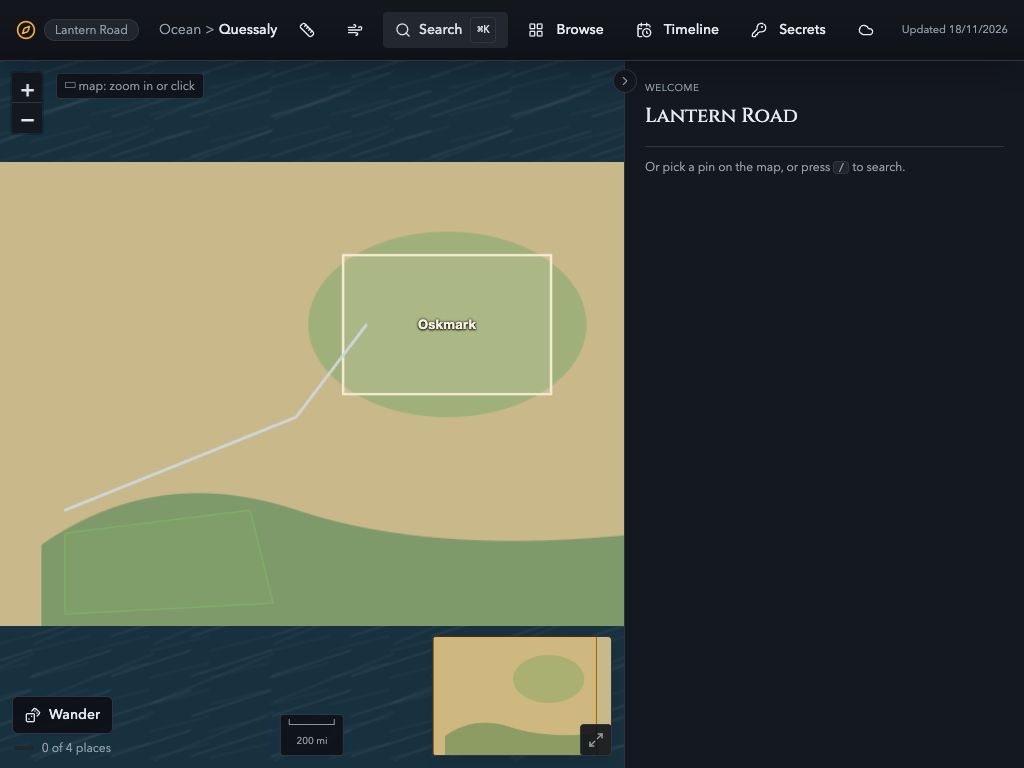 Lantern Road
Ocean > Quessaly
Search ⌘K
Browse
Timeline
Secrets
Updated 18/11/2026
+
−
map: zoom in or click
WELCOME
Lantern Road
Or pick a pin on the map, or press / to search.
Oskmark
Wander
0 of 4 places
200 mi